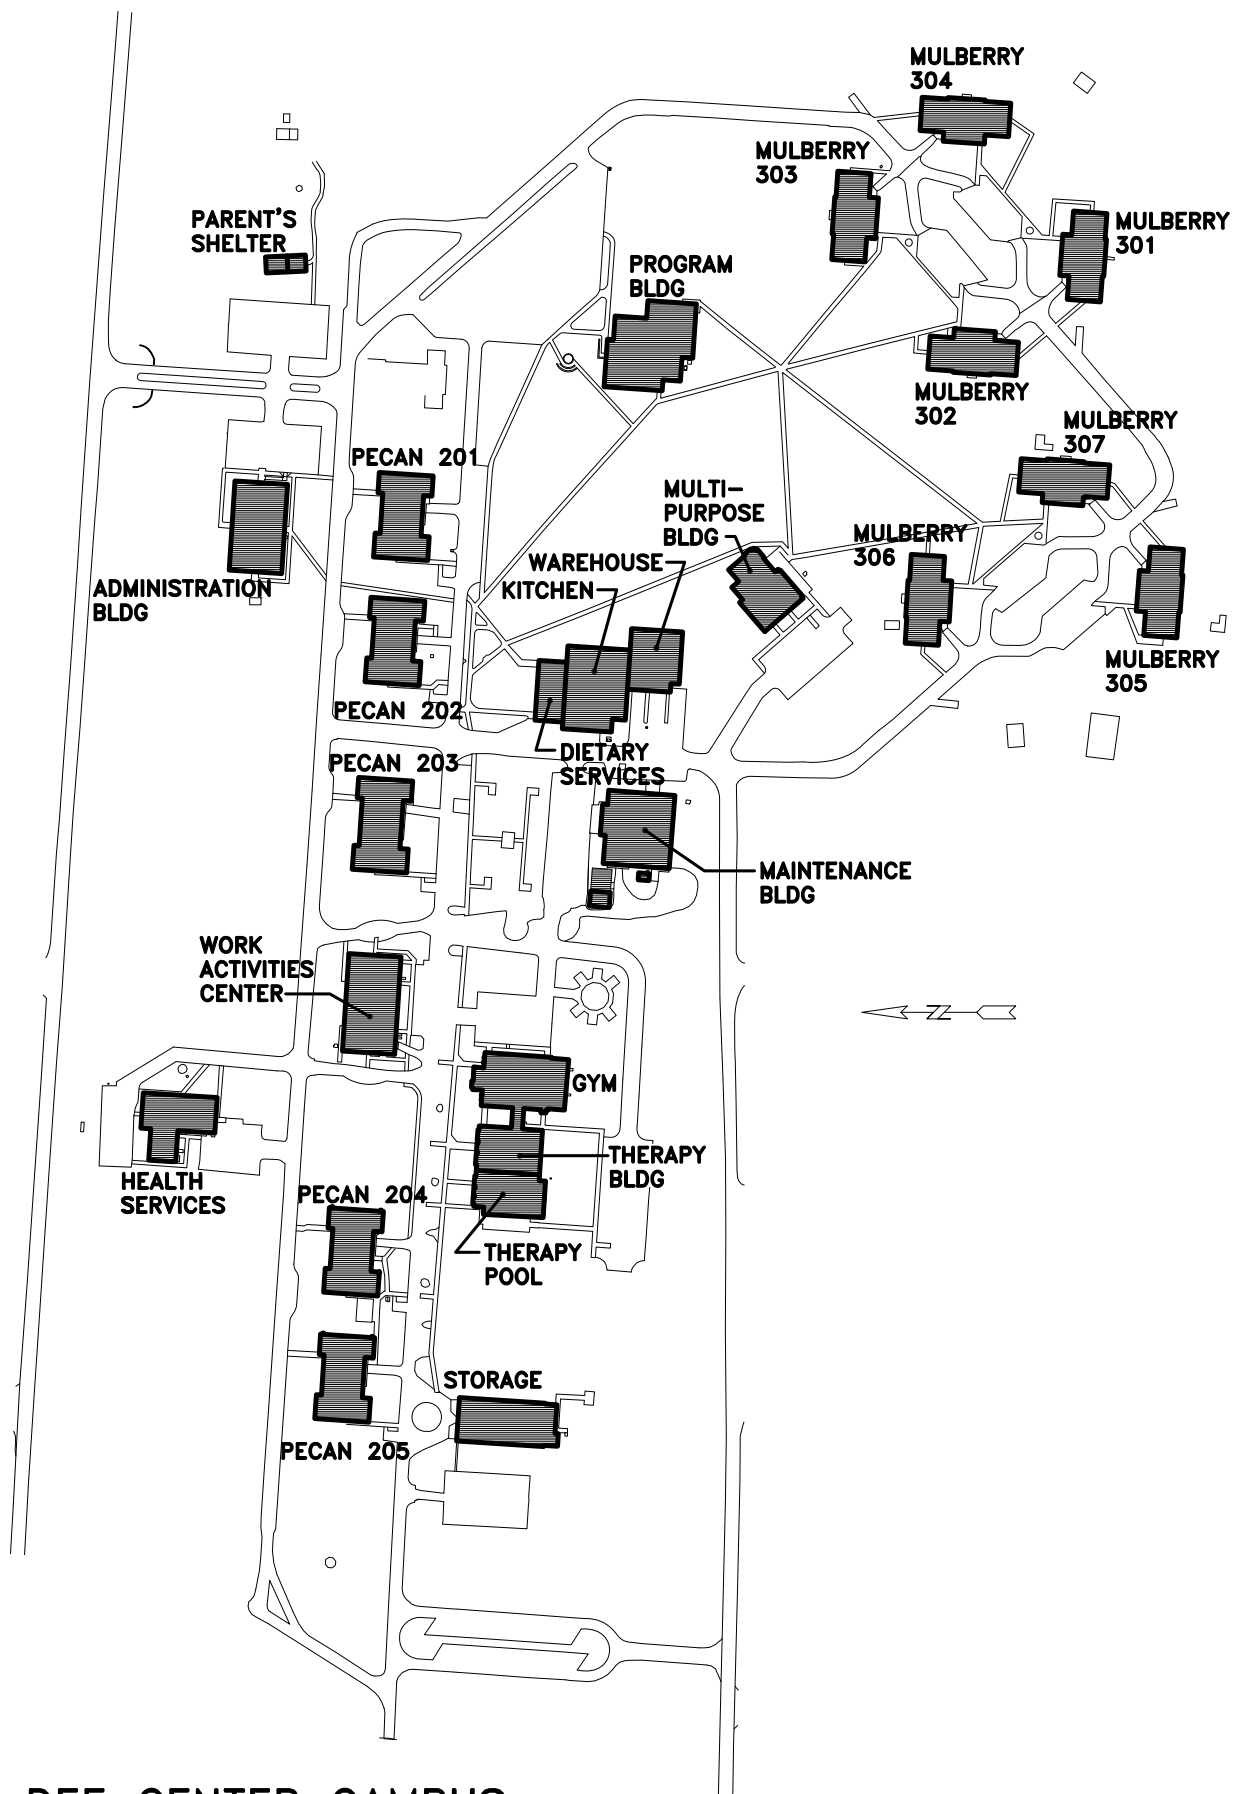 MULBERRY
304
MULBERRY
303
PARENT'S
SHELTER
MULBERRY
301
PROGRAM
BLDG
MULBERRY
302
MULBERRY
307
PECAN 201
MULTI-
PURPOSE
BLDG
MULBERRY
306
WAREHOUSE
KITCHEN
ADMINISTRATION
BLDG
MULBERRY
305
PECAN 202
DIETARY
SERVICES
PECAN 203
MAINTENANCE
BLDG
WORK
ACTIVITIES
CENTER
N
GYM
THERAPY
BLDG
HEALTH
SERVICES
PECAN 204
THERAPY
POOL
STORAGE
PECAN 205
CENTER CAMPUS